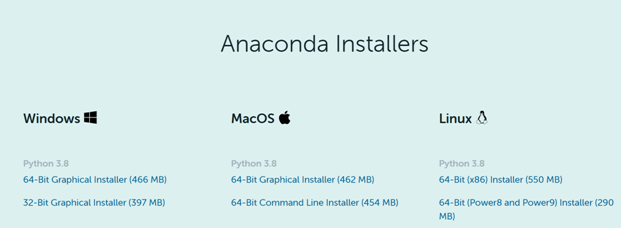 Anaconda Installers
Windows
MacOS
Linux
Python 3.8
64-Bit Graphical Installer (466 MB)
32-Bit Graphical Installer (397 MB)
Python 3.8
64-Bit Graphical Installer (462 MB)
64-Bit Command Line Installer (454 MB)
Python 3.8
64-Bit (x86) Installer (550 MB)
64-Bit (Power8 and Power9) Installer (290
MB)